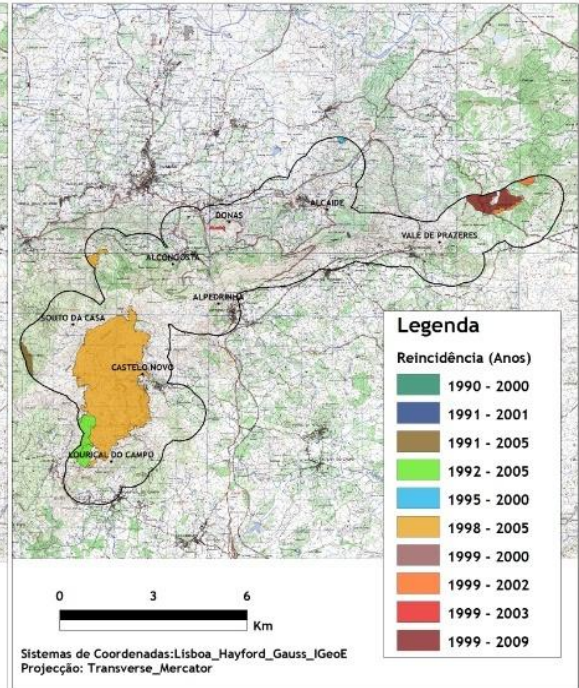 DONAS
ALCAIDE
VALE DE PRAZERES
ALCONGOSTA
ALPEDRINHA
SOUTO DA CASA
CASTELO NOVO
LOURIÇAL DO CAMPO
Legenda
Reincidência (Anos)
1990 - 2000
1991 - 2001
1991 - 2005
1992 - 2005
1995 - 2000
1998 - 2005
1999 - 2000
1999 - 2002
1999 - 2003
1999 - 2009
0 3 6
Km
Sistemas de Coordenadas:Lisboa_Hayford_Gauss_IGeoE
Projecção: Transverse_Mercator